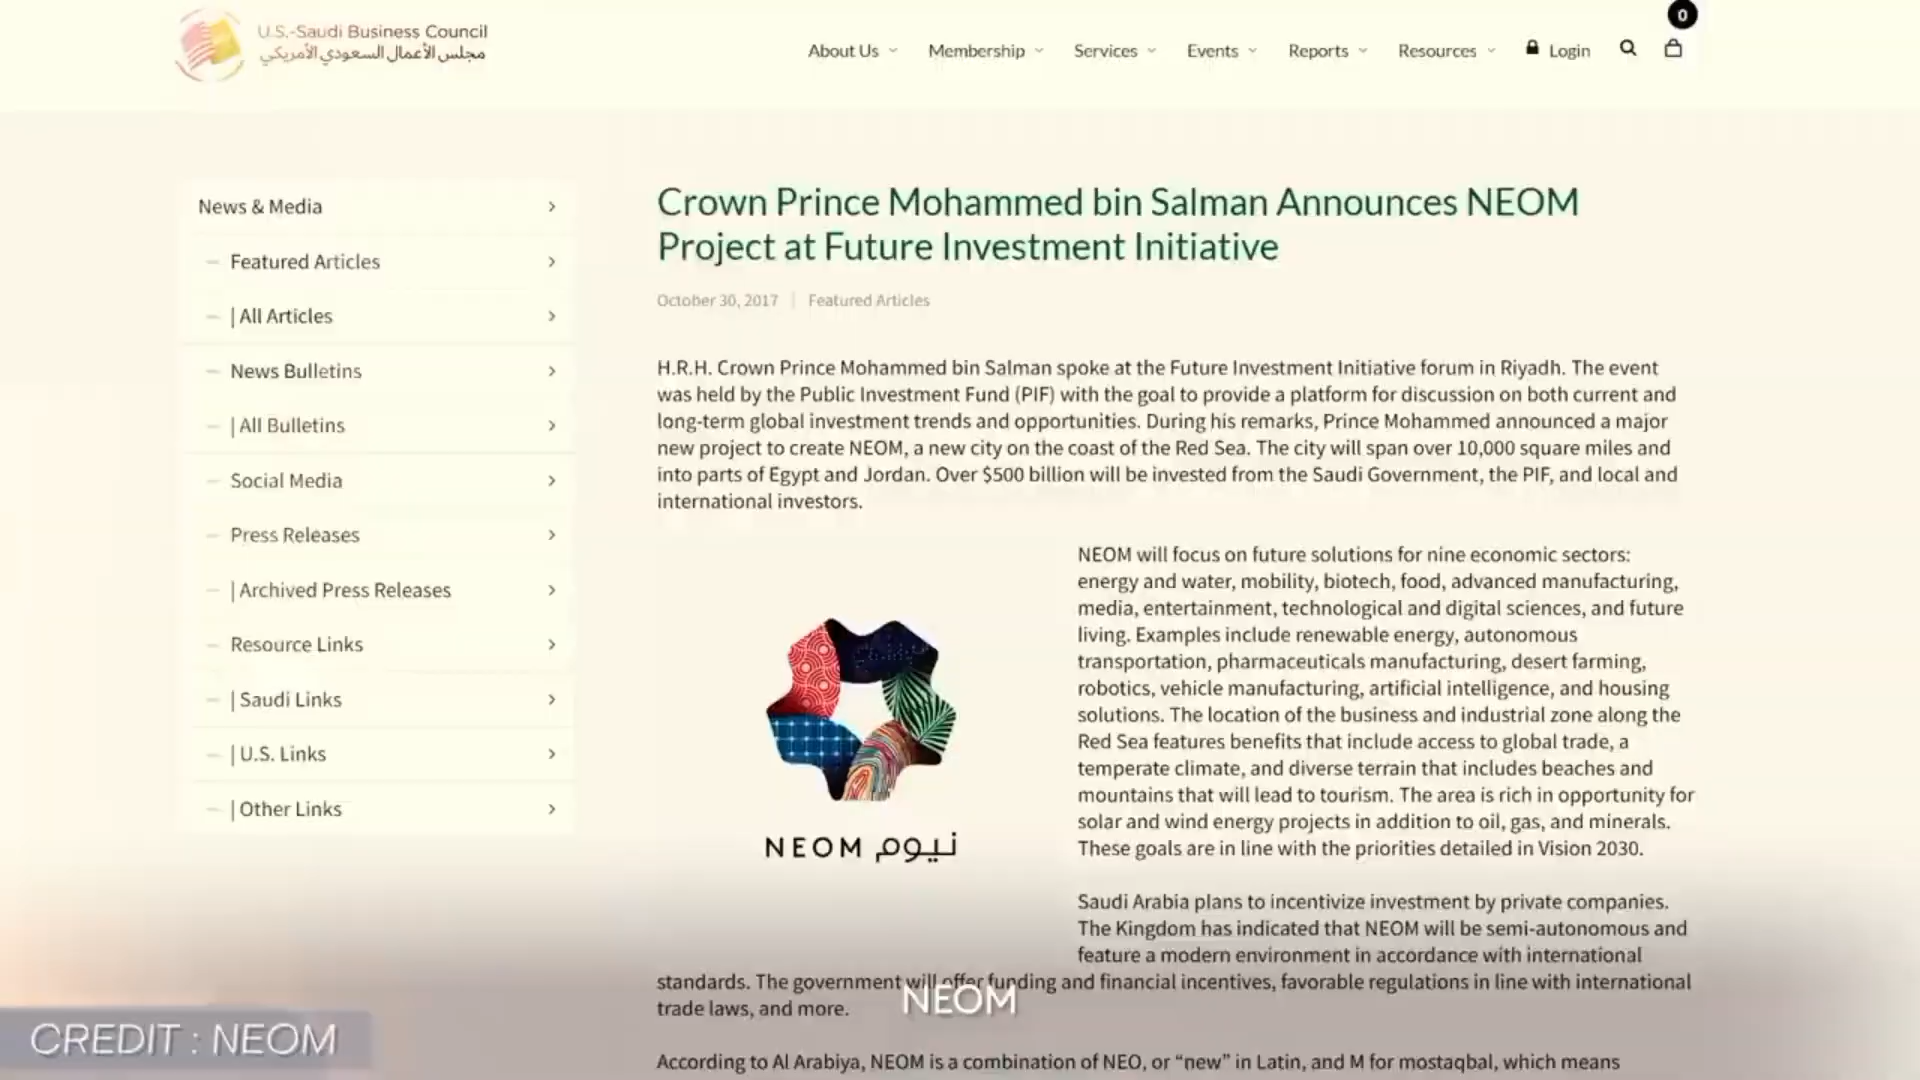 U.S.-Saudi Business Council
مجلس الأعمال السعودي الأمريكي
About Us
Membership
Services
Events
Reports
Resources
Login
0
News & Media
Featured Articles
| All Articles
News Bulletins
| All Bulletins
Social Media
Press Releases
| Archived Press Releases
Resource Links
| Saudi Links
| U.S. Links
| Other Links
Crown Prince Mohammed bin Salman Announces NEOM
Project at Future Investment Initiative
October 30, 2017 | Featured Articles
H.R.H. Crown Prince Mohammed bin Salman spoke at the Future Investment Initiative forum in Riyadh. The event
was held by the Public Investment Fund (PIF) with the goal to provide a platform for discussion on both current and
long-term global investment trends and opportunities. During his remarks, Prince Mohammed announced a major
new project to create NEOM, a new city on the coast of the Red Sea. The city will span over 10,000 square miles and
into parts of Egypt and Jordan. Over $500 billion will be invested from the Saudi Government, the PIF, and local and
international investors.
NEOM نيوم
NEOM will focus on future solutions for nine economic sectors:
energy and water, mobility, biotech, food, advanced manufacturing,
media, entertainment, technological and digital sciences, and future
living. Examples include renewable energy, autonomous
transportation, pharmaceuticals manufacturing, desert farming,
robotics, vehicle manufacturing, artificial intelligence, and housing
solutions. The location of the business and industrial zone along the
Red Sea features benefits that include access to global trade, a
temperate climate, and diverse terrain that includes beaches and
mountains that will lead to tourism. The area is rich in opportunity for
solar and wind energy projects in addition to oil, gas, and minerals.
These goals are in line with the priorities detailed in Vision 2030.
Saudi Arabia plans to incentivize investment by private companies.
The Kingdom has indicated that NEOM will be semi-autonomous and
feature a modern environment in accordance with international
standards. The government will offer funding and financial incentives, favorable regulations in line with international
trade laws, and more.
NEOM
CREDIT : NEOM
According to Al Arabiya, NEOM is a combination of NEO, or “new” in Latin, and M for mostaqbal, which means